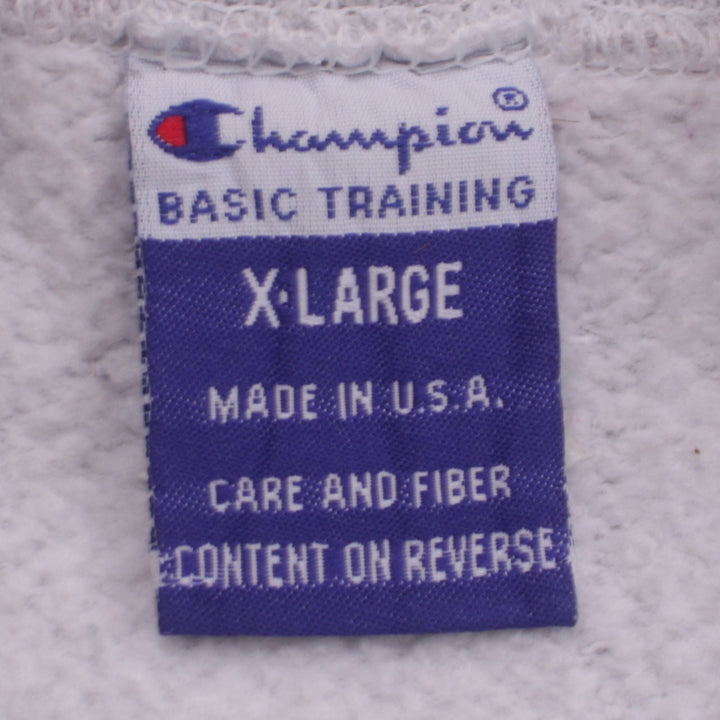 Champion®
BASIC TRAINING
X-LARGE
MADE IN U.S.A.
CARE AND FIBER
CONTENT ON REVERSE